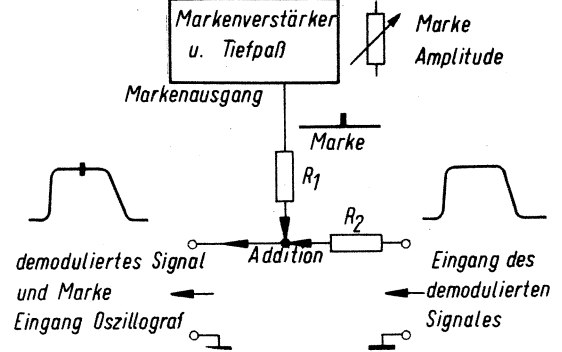 Markenverstärker
u. Tiefpaß
Marke
Amplitude
Markenausgang
Marke
R1
R2
Addition
demoduliertes Signal
und Marke
Eingang Oszillograf
Eingang des
demodulierten
Signales